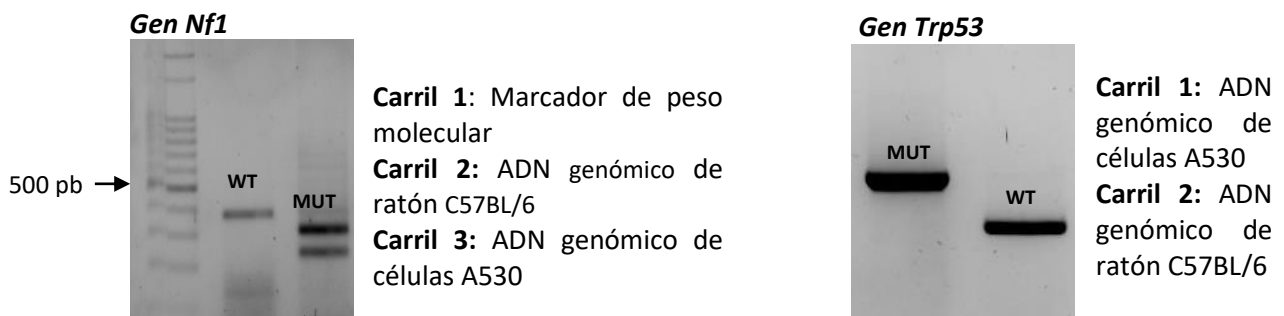 Gen Nf1
500 pb
WT
MUT
Carril 1: Marcador de peso
molecular
Carril 2: ADN genómico de
ratón C57BL/6
Carril 3: ADN genómico de
células A530
Gen Trp53
MUT
WT
Carril 1: ADN
genómico de
células A530
Carril 2: ADN
genómico de
ratón C57BL/6